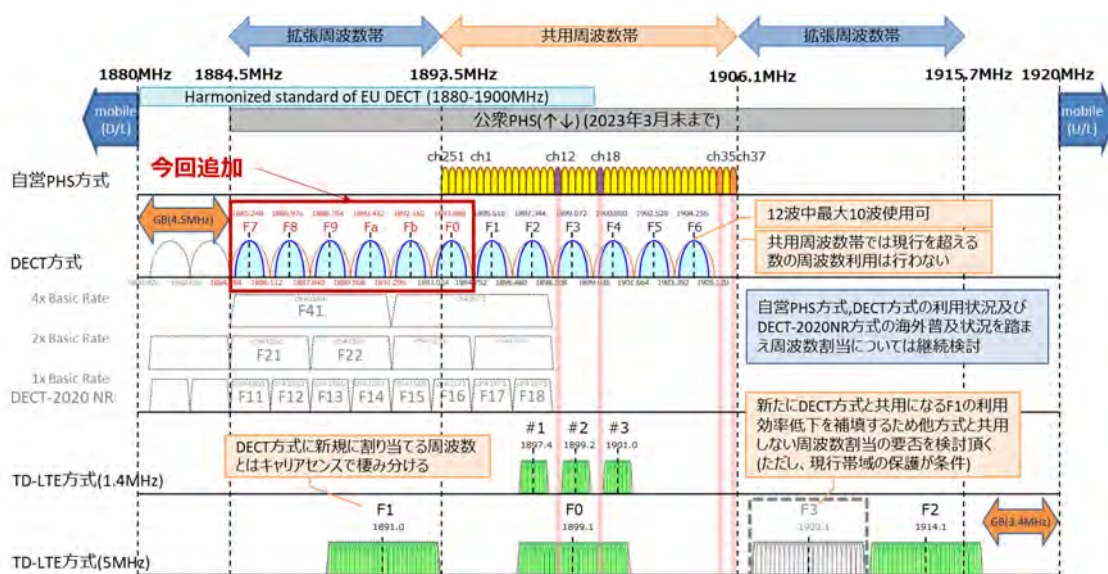 拡張周波数帯
共用周波数帯
拡張周波数帯
1880MHz
1884.5MHz
1893.5MHz
1906.1MHz
1915.7MHz
1920MHz
mobile
(D/L)
Harmonized standard of EU DECT (1880-1900MHz)
mobile
(U/L)
公衆PHS(↑↓) (2023年3月末まで)
今回追加
ch251 ch1
ch12
ch18
ch35ch37
自営PHS方式
GB(4.5MHz)
F7 F8 F9 Fa Fb F0 F1 F2 F3 F4 F5 F6
DECT方式
12波中最大10波使用可
共用周波数帯では現行を超える
数の周波数利用は行わない
4x Basic Rate
F41
2x Basic Rate
F21
F22
1x Basic Rate
DECT-2020 NR
F11 F12 F13 F14 F15 F16 F17 F18
自営PHS方式,DECT方式の利用状況及び
DECT-2020NR方式の海外普及状況を踏ま
え周波数割当については継続検討
新たにDECT方式と共用になるF1の利用
効率低下を補填するため他方式と共用
しない周波数割当の要否を検討頂く
(ただし、現行帯域の保護が条件)
DECT方式に新規に割り当てる周波数
とはキャリアセンスで棲み分ける
#1 #2 #3
1897.4 1899.2 1901.0
TD-LTE方式(1.4MHz)
F1
1891.0
F0
1899.1
F3
F2
1914.1
GB(3.4MHz)
TD-LTE方式(5MHz)